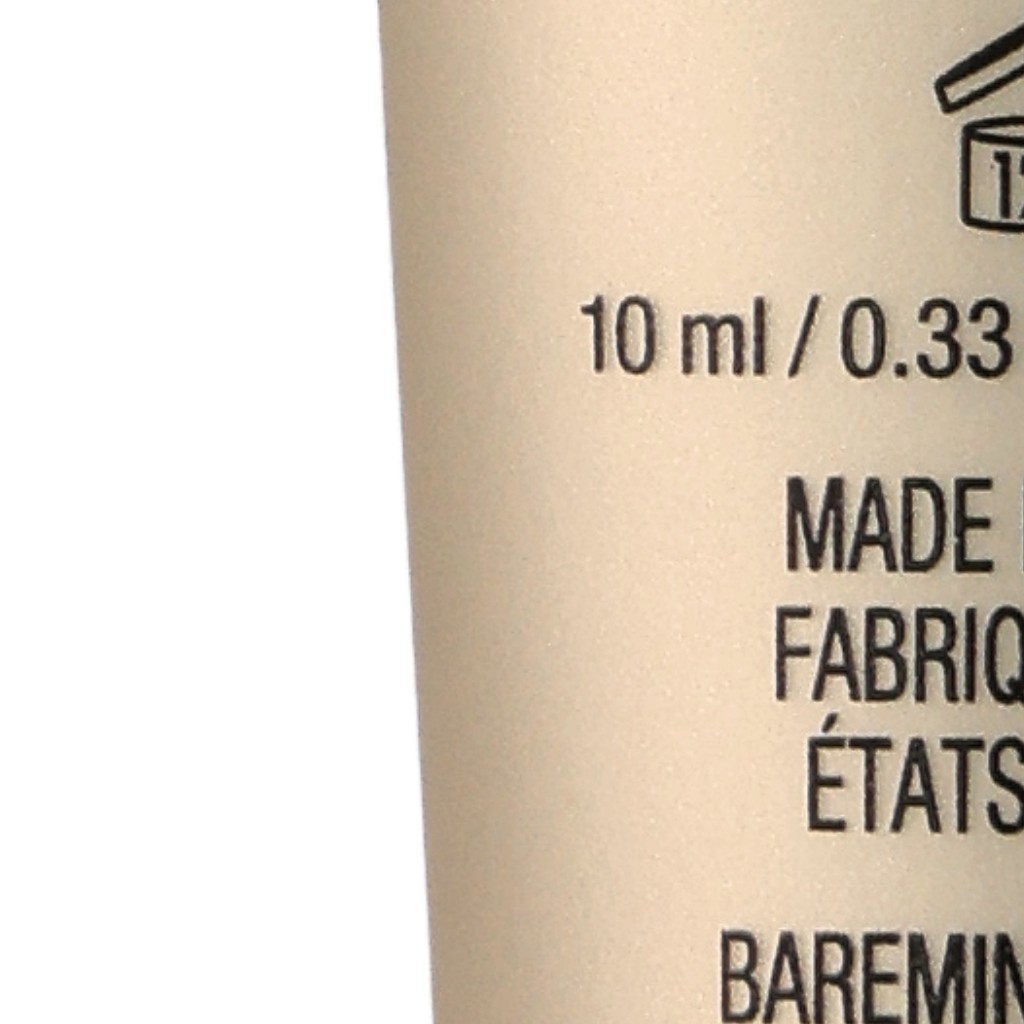 10 ml / 0.33
MADE
FABRIQ
ÉTATS
BAREMIN